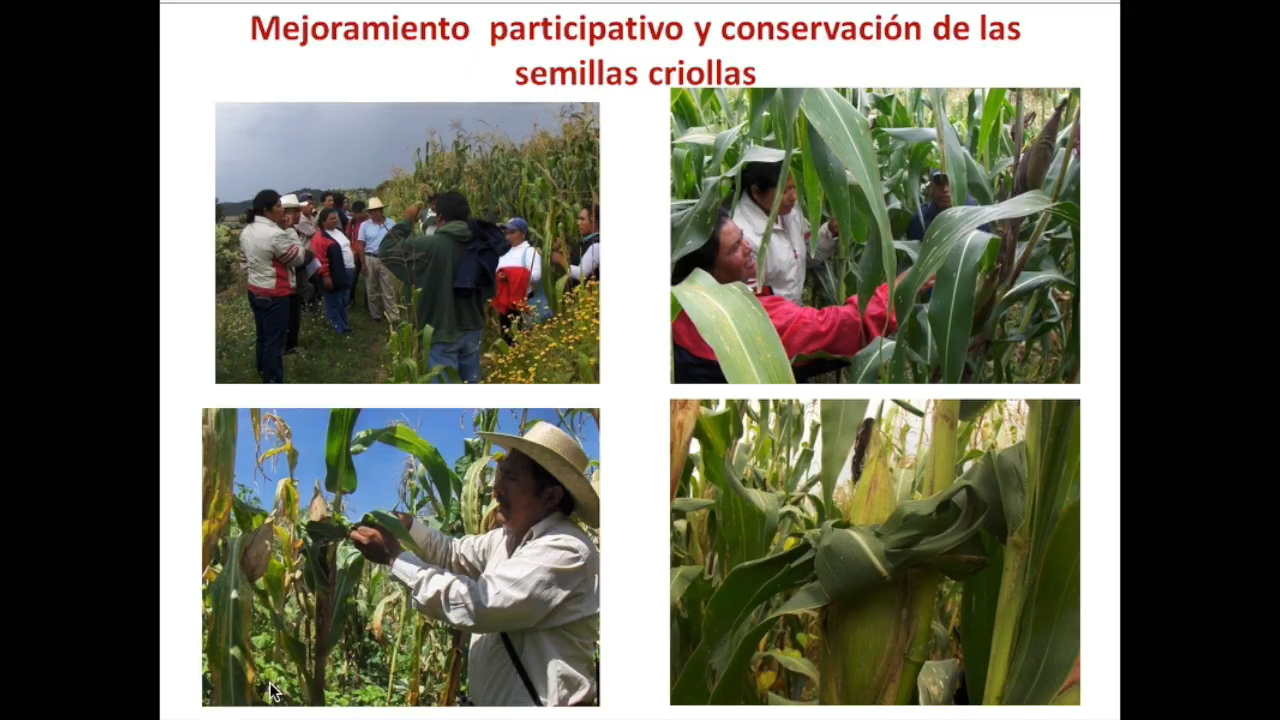 Mejoramiento participativo y conservación de las
semillas criollas